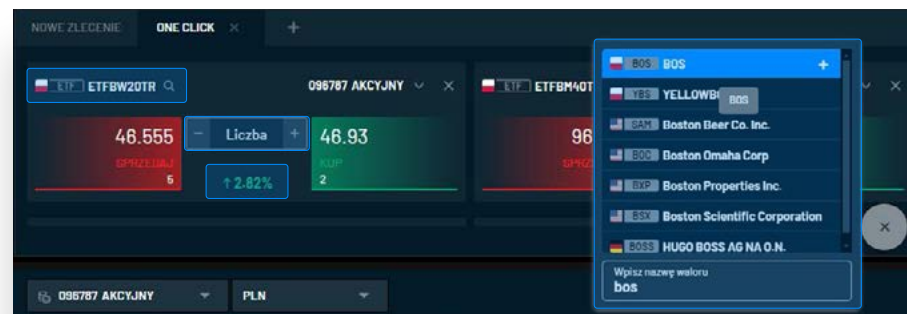 NOWE ZLECENIE ONE CLICK × +
ETF ETFBW20TR 096787 AKCYJNY ×
46.555 − Liczba + 46.93
SPRZEDAJ KUP
5 ↑2.82% 2
ETF ETFBM40T
96
BOS BOS +
YBS
BOS
SAM Boston Beer Co. Inc.
BOC Boston Omaha Corp
BXP Boston Properties Inc.
BSX Boston Scientific Corporation
BOSS HUGO BOSS AG NA O.N.
Wpisz nazwę waloru
bos
096787 AKCYJNY PLN